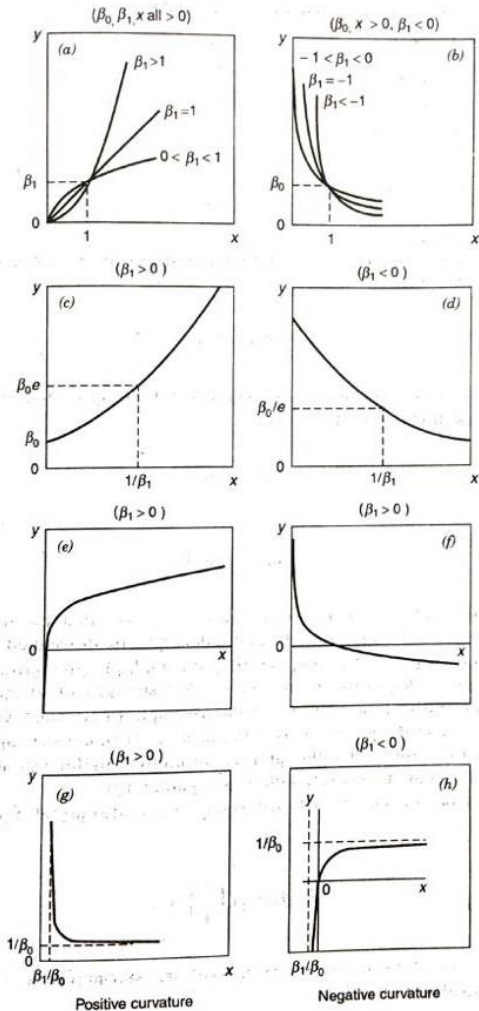 (β₀, β₁, x all > 0)
y
(a)
β₁>1
β₁=1
0 < β₁ < 1
β₁
0
1
x
(β₀, x > 0, β₁ < 0)
y
(b)
-1 < β₁ < 0
β₁ = -1
β₁ < -1
β₀
0
1
x
(β₁ > 0)
y
(c)
β₀e
β₀
0
1/β₁
x
(β₁ < 0)
y
(d)
β₀/e
0
1/β₁
x
(β₁ > 0)
y
(e)
0
x
(β₁ > 0)
y
(f)
0
x
(β₁ > 0)
y
(g)
1/β₀
0
β₁/β₀
x
Positive curvature
(β₁ < 0)
y
(h)
1/β₀
0
x
β₁/β₀
Negative curvature